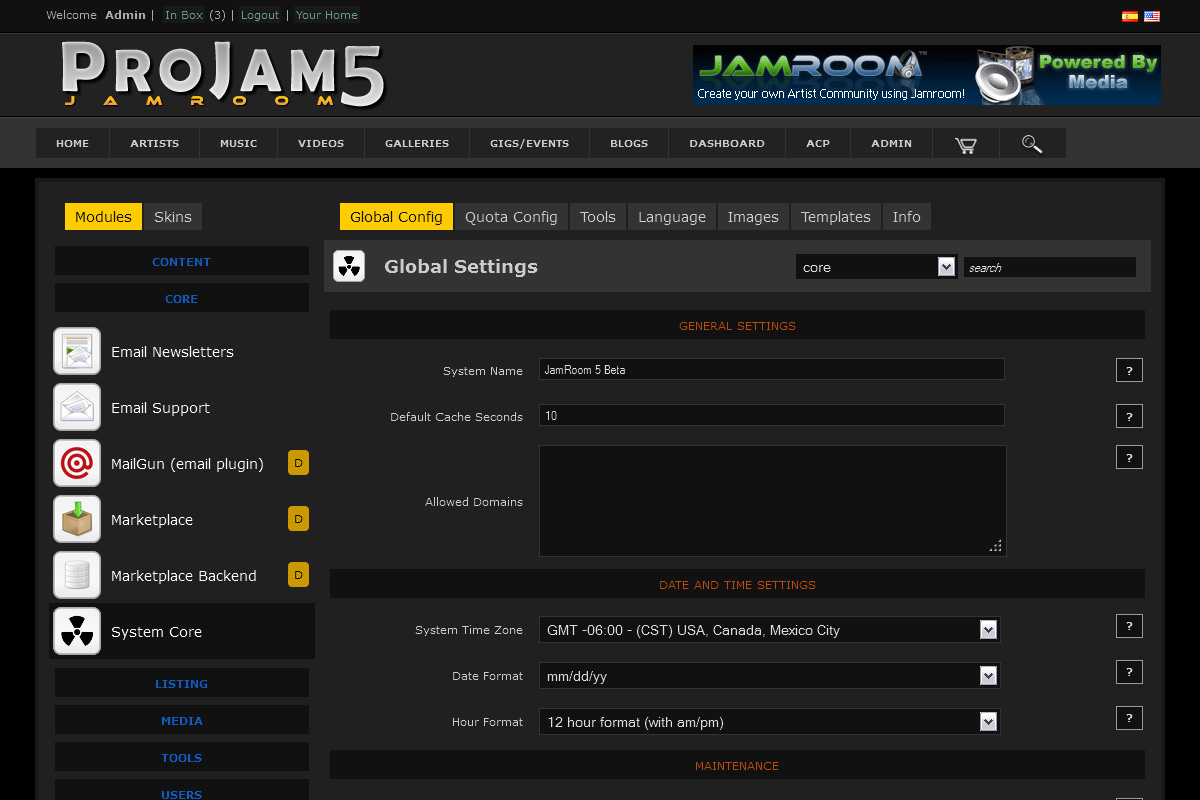 Welcome Admin | In Box (3) | Logout | Your Home
PROJAM5
JAMROOM
JAMROOM™
Create your own Artist Community using Jamroom!
Powered By
Media
HOME ARTISTS MUSIC VIDEOS GALLERIES GIGS/EVENTS BLOGS DASHBOARD ACP ADMIN
Modules Skins
Global Config Quota Config Tools Language Images Templates Info
CONTENT
CORE
Email Newsletters
Email Support
MailGun (email plugin) D
Marketplace D
Marketplace Backend D
System Core
LISTING
MEDIA
TOOLS
USERS
Global Settings core search
GENERAL SETTINGS
System Name JamRoom 5 Beta ?
Default Cache Seconds 10 ?
Allowed Domains ?
DATE AND TIME SETTINGS
System Time Zone GMT -06:00 - (CST) USA, Canada, Mexico City ?
Date Format mm/dd/yy ?
Hour Format 12 hour format (with am/pm) ?
MAINTENANCE